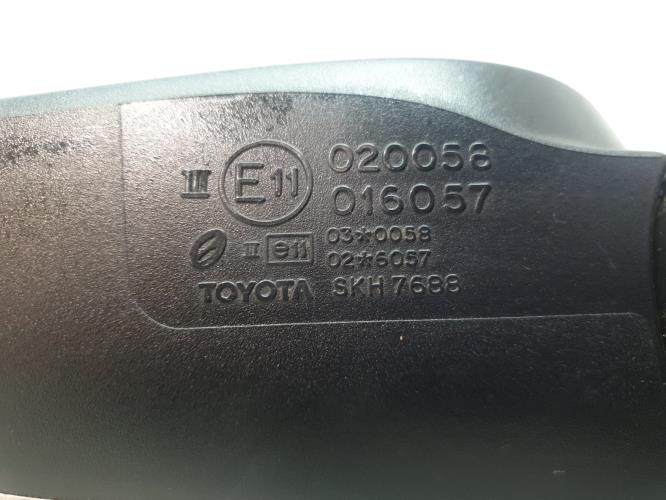 III E11 020058
016057
II e11 03*0058
02*6057
TOYOTA SKH 7688